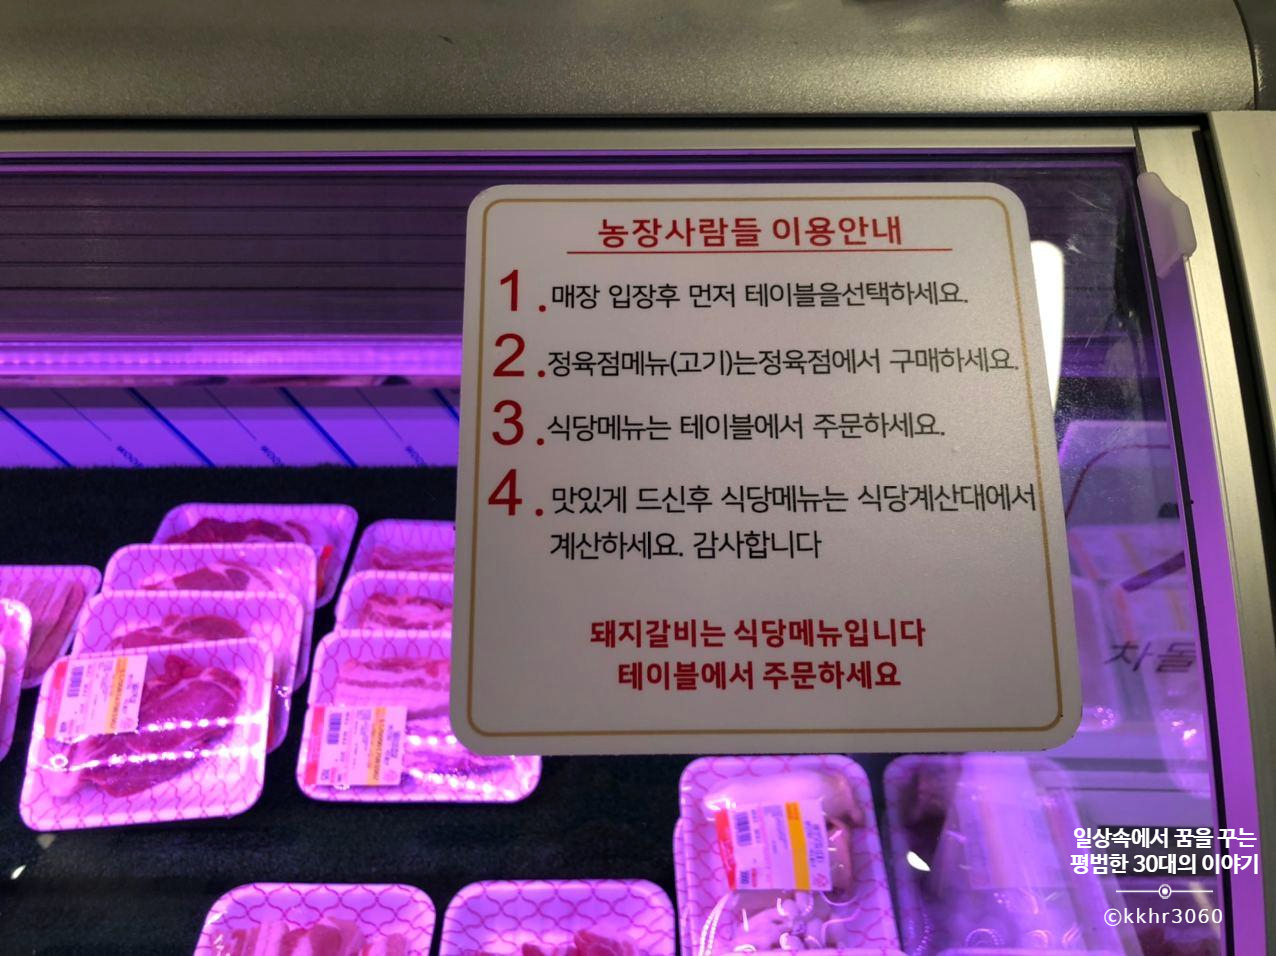 농장사람들 이용안내
1.매장 입장후 먼저 테이블을선택하세요.
2.정육점메뉴(고기)는정육점에서 구매하세요.
3.식당메뉴는 테이블에서 주문하세요.
4.맛있게 드신후 식당메뉴는 식당계산대에서
계산하세요. 감사합니다
돼지갈비는 식당메뉴입니다
테이블에서 주문하세요
차돌
일상속에서 꿈을 꾸는
평범한 30대의 이야기
©kkhr3060